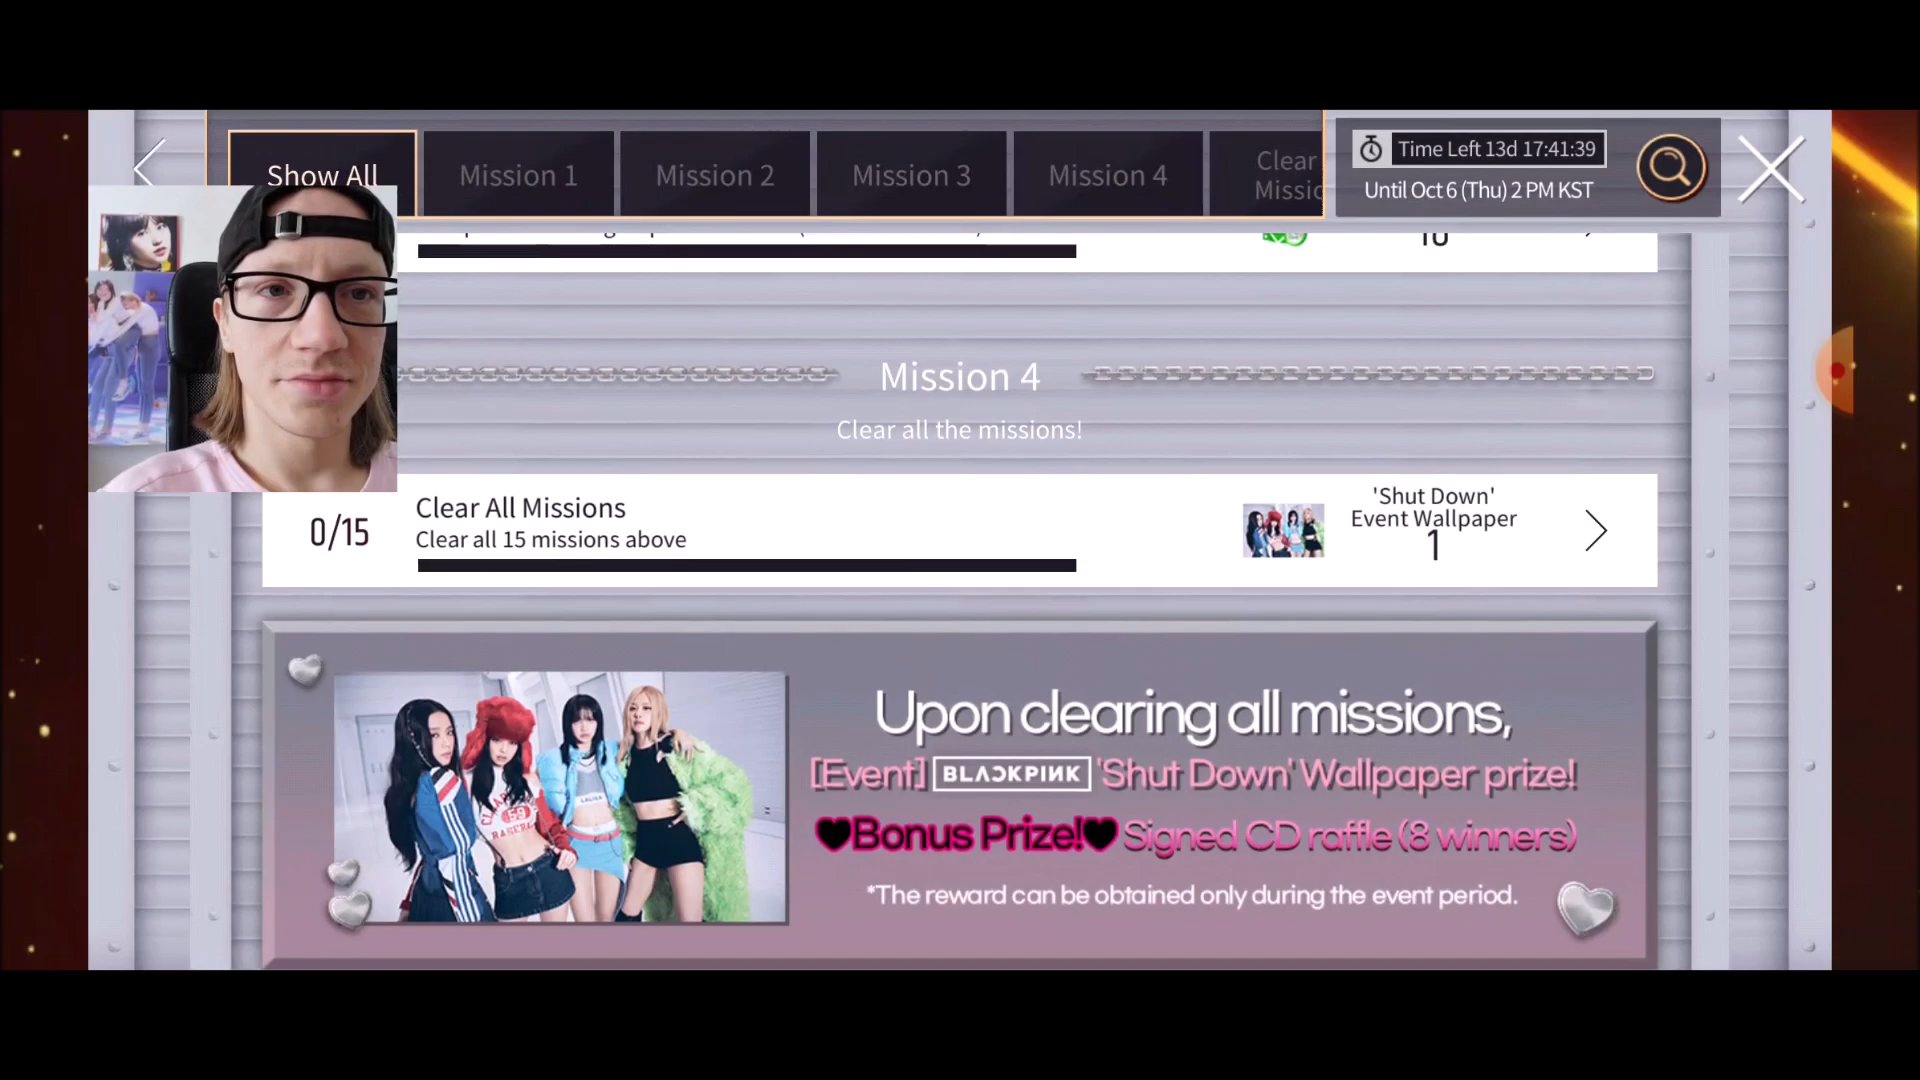 Show All
Mission 1
Mission 2
Mission 3
Mission 4
Clear
Time Left 13d 17:41:39
Until Oct 6 (Thu) 2 PM KST
10
Mission 4
Clear all the missions!
0/15
Clear All Missions
Clear all 15 missions above
'Shut Down'
Event Wallpaper
1
Upon clearing all missions,
[Event] BLACKPINK 'Shut Down' Wallpaper prize!
🖤Bonus Prize!🖤 Signed CD raffle (8 winners)
*The reward can be obtained only during the event period.